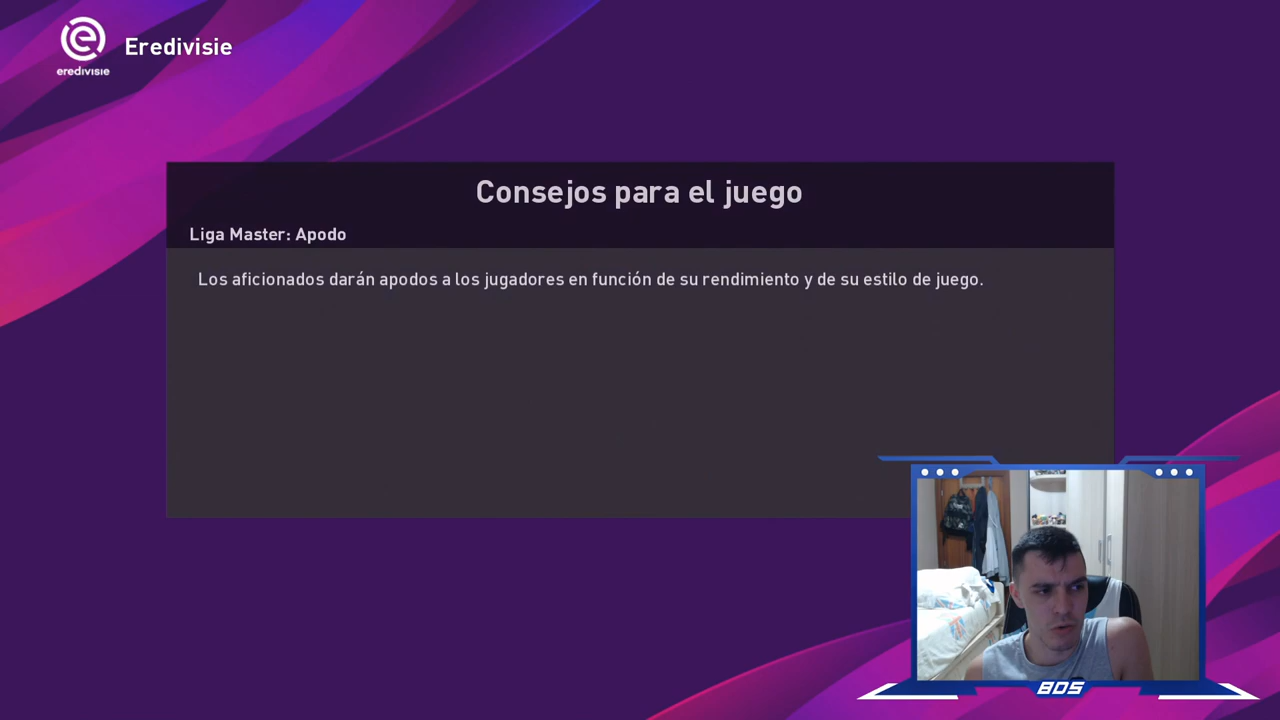 eredivisie
Eredivisie
Consejos para el juego
Liga Master: Apodo
Los aficionados darán apodos a los jugadores en función de su rendimiento y de su estilo de juego.
BDS